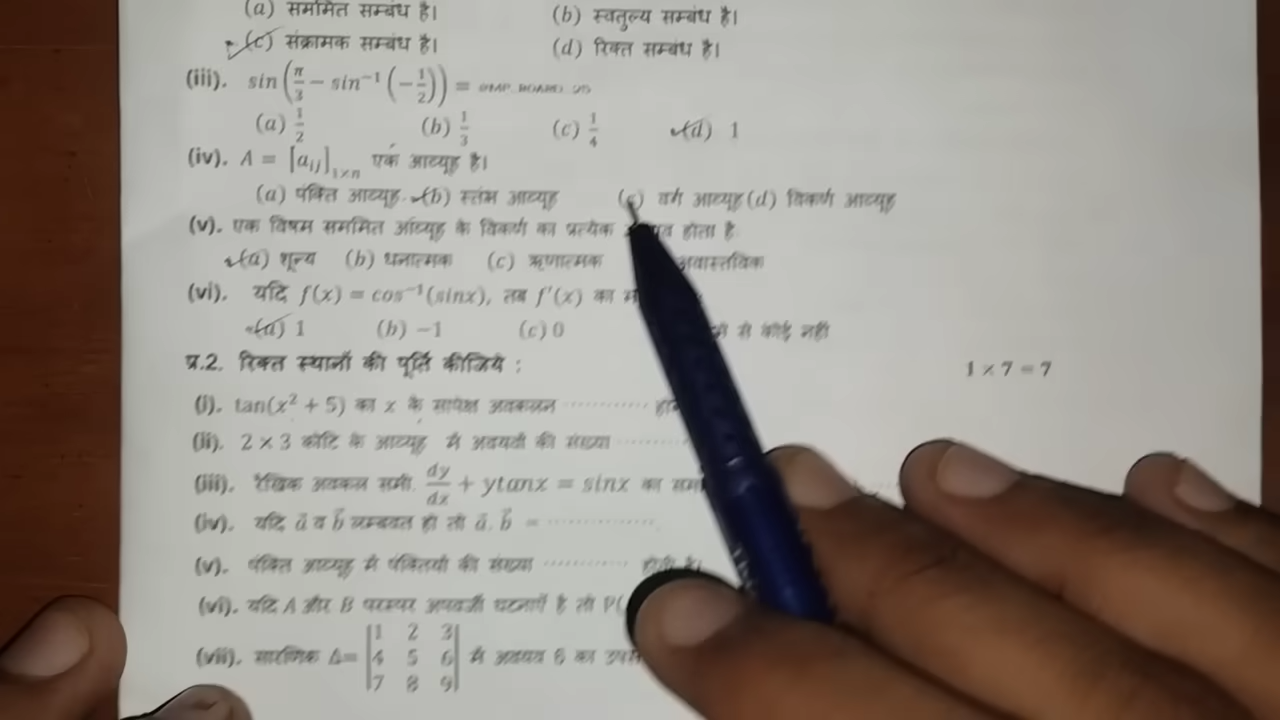 (a) सममित सम्बंध है। (b) स्वतुल्य सम्बंध है।
(c) संक्रामक सम्बंध है। (d) रिक्त सम्बंध है।
(iii). sin(π/3 − sin⁻¹(−1/2)) =
(a) 1/2 (b) 1/3 (c) 1/4 (d) 1
(iv). A = [aij]1×n एक आव्यूह है।
(a) पंक्ति आव्यूह (b) स्तंभ आव्यूह (c) वर्ग आव्यूह (d) विकर्ण आव्यूह
(v). एक विषम सममित आव्यूह के विकर्ण का प्रत्येक होता है
(a) शून्य (b) धनात्मक (c) ऋणात्मक अवास्तविक
(vi). यदि f(x) = cos⁻¹(sinx), तब f'(x) का
(a) 1 (b) −1 (c) 0 से कोई नहीं
प्र.2. रिक्त स्थानों की पूर्ति कीजिये : 1 × 7 = 7
(i). tan(x² + 5) का x के सापेक्ष अवकलन ...........
(ii). 2 × 3 कोटि के आव्यूह में अवयवों की संख्या ..........
(iii). रैखिक अवकल समी. dy/dx + ytanx = sinx का
(iv). यदि a⃗ व b⃗ लम्बवत हो तो a⃗. b⃗ = ...............
(v). पंक्ति आव्यूह में पंक्तियों की संख्या ........... होती है।
(vi). यदि A और B परस्पर अपवर्जी घटनाएँ है तो P(
(vii). सारणिक Δ= |1 2 3| में अवयव 6 का
|4 5 6|
|7 8 9|